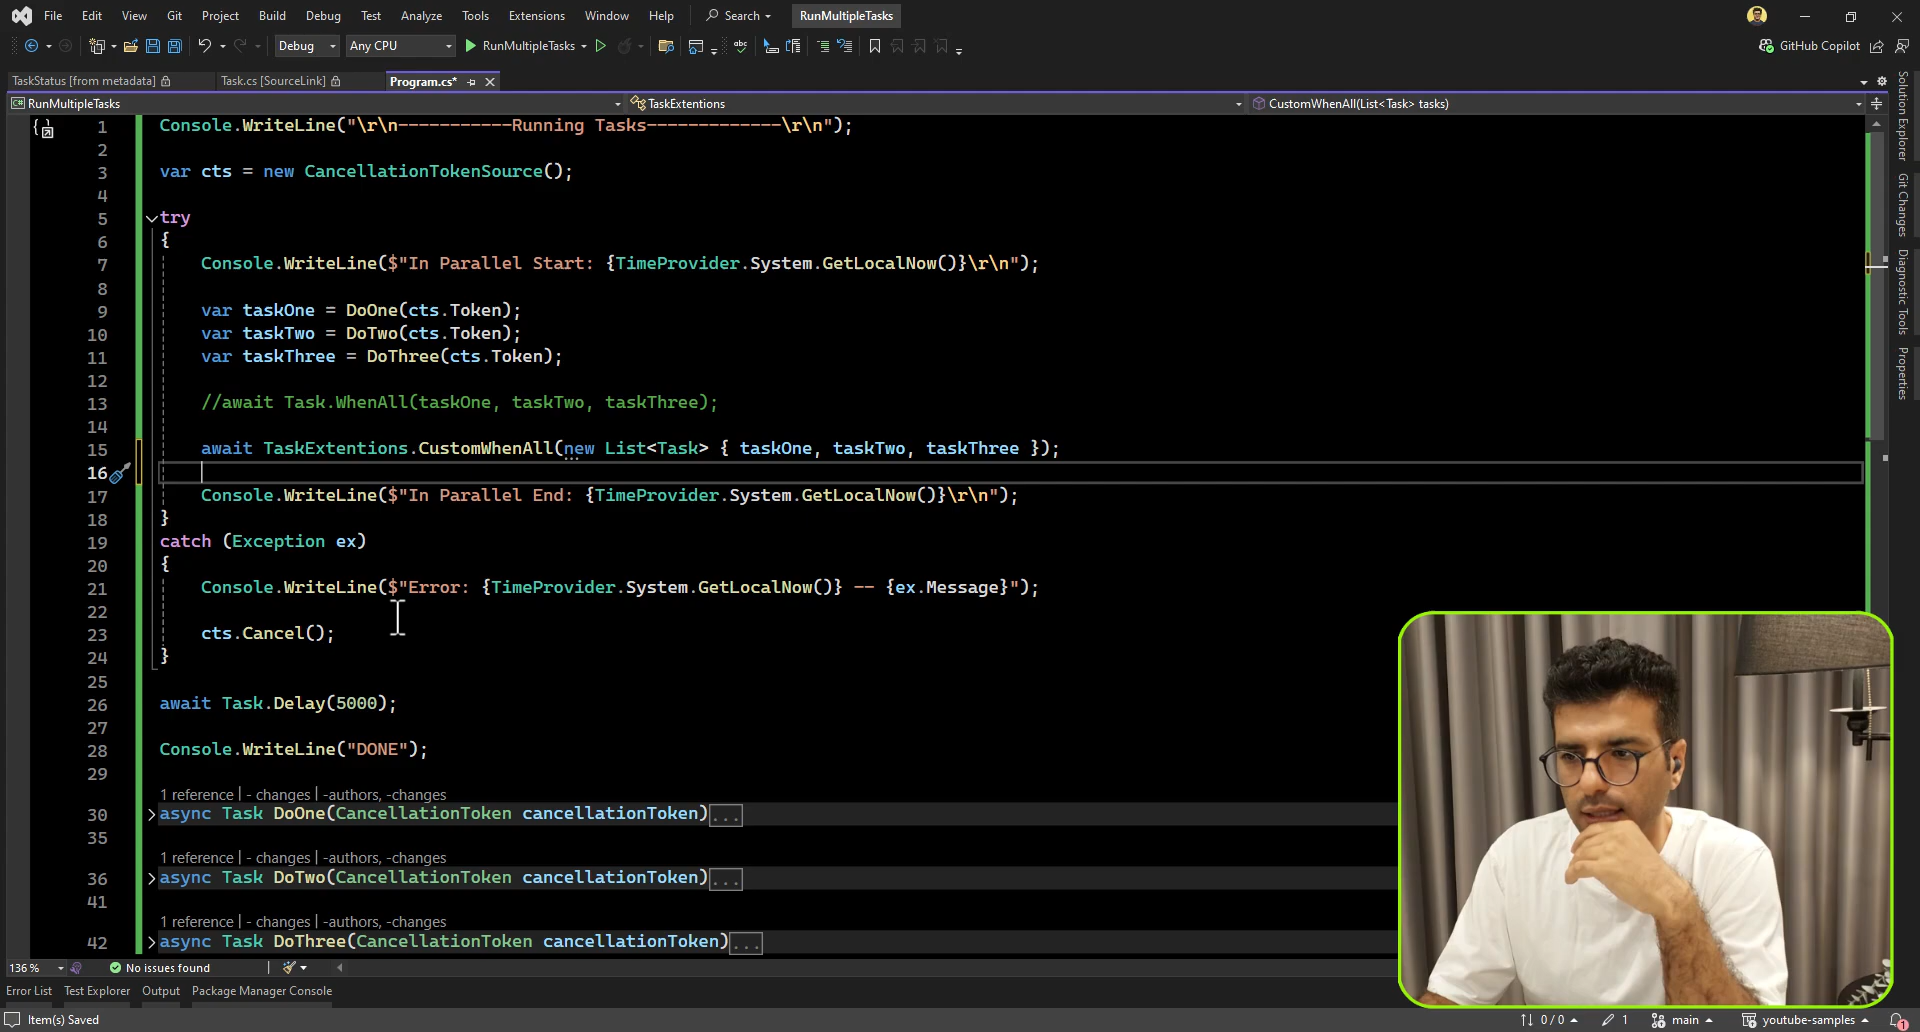 File Edit View Git Project Build Debug Test Analyze Tools Extensions Window Help Search RunMultipleTasks
Debug Any CPU RunMultipleTasks GitHub Copilot
TaskStatus [from metadata] Task.cs [SourceLink] Program.cs*
RunMultipleTasks TaskExtentions CustomWhenAll(List<Task> tasks)
1 Console.WriteLine("\r\n-----------Running Tasks-------------\r\n");
2
3 var cts = new CancellationTokenSource();
4
5 try
6 {
7 Console.WriteLine($"In Parallel Start: {TimeProvider.System.GetLocalNow()}\r\n");
8
9 var taskOne = DoOne(cts.Token);
10 var taskTwo = DoTwo(cts.Token);
11 var taskThree = DoThree(cts.Token);
12
13 //await Task.WhenAll(taskOne, taskTwo, taskThree);
14
15 await TaskExtentions.CustomWhenAll(new List<Task> { taskOne, taskTwo, taskThree });
16
17 Console.WriteLine($"In Parallel End: {TimeProvider.System.GetLocalNow()}\r\n");
18 }
19 catch (Exception ex)
20 {
21 Console.WriteLine($"Error: {TimeProvider.System.GetLocalNow()} -- {ex.Message}");
22
23 cts.Cancel();
24 }
25
26 await Task.Delay(5000);
27
28 Console.WriteLine("DONE");
29
1 reference | - changes | -authors, -changes
30 async Task DoOne(CancellationToken cancellationToken)...
35
1 reference | - changes | -authors, -changes
36 async Task DoTwo(CancellationToken cancellationToken)...
41
1 reference | - changes | -authors, -changes
42 async Task DoThree(CancellationToken cancellationToken)...
Solution Explorer
Git Changes
Diagnostic Tools
Properties
136 % No issues found
Error List Test Explorer Output Package Manager Console
Item(s) Saved 0 / 0 1 main youtube-samples 1